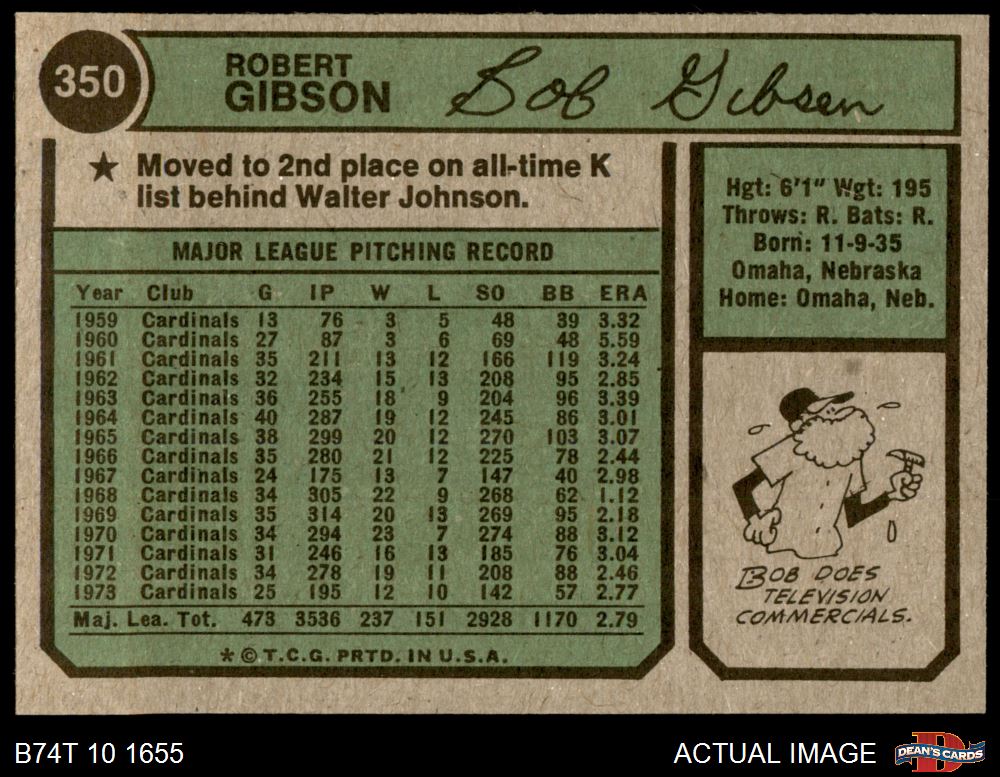 350
ROBERT
GIBSON
Bob Gibson
★ Moved to 2nd place on all-time K
list behind Walter Johnson.
MAJOR LEAGUE PITCHING RECORD
Year Club G IP W L SO BB ERA
1959 Cardinals 13 76 3 5 48 39 3.32
1960 Cardinals 27 87 3 6 69 48 5.59
1961 Cardinals 35 211 13 12 166 119 3.24
1962 Cardinals 32 234 15 13 208 95 2.85
1963 Cardinals 36 255 18 9 204 96 3.39
1964 Cardinals 40 287 19 12 245 86 3.01
1965 Cardinals 38 299 20 12 270 103 3.07
1966 Cardinals 35 280 21 12 225 78 2.44
1967 Cardinals 24 175 13 7 147 40 2.98
1968 Cardinals 34 305 22 9 268 62 1.12
1969 Cardinals 35 314 20 13 269 95 2.18
1970 Cardinals 34 294 23 7 274 88 3.12
1971 Cardinals 31 246 16 13 185 76 3.04
1972 Cardinals 34 278 19 11 208 88 2.46
1973 Cardinals 25 195 12 10 142 57 2.77
Maj. Lea. Tot. 473 3536 237 151 2928 1170 2.79
* © T.C.G. PRTD. IN U.S.A.
Hgt: 6'1" Wgt: 195
Throws: R. Bats: R.
Born: 11-9-35
Omaha, Nebraska
Home: Omaha, Neb.
BOB DOES
TELEVISION
COMMERCIALS.
B74T 10 1655
ACTUAL IMAGE
D
DEAN'S CARDS